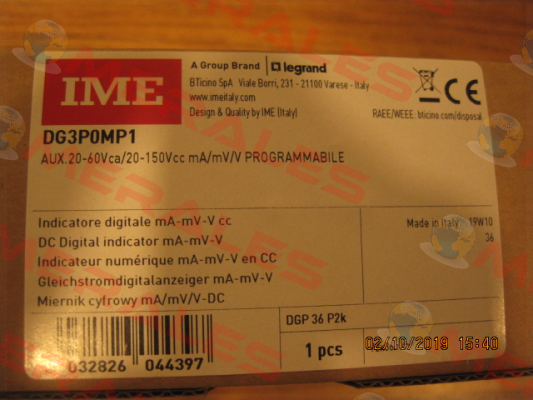 IME
A Group Brand | legrand
BTicino SpA Viale Borri, 231 - 21100 Varese - Italy
www.imeitaly.com
Design & Quality by IME (Italy)
RAEE/WEEE: bticino.com/disposal
DG3P0MP1
AUX.20-60Vca/20-150Vcc mA/mV/V PROGRAMMABILE
Indicatore digitale mA-mV-V cc
DC Digital indicator mA-mV-V
Indicateur numérique mA-mV-V en CC
Gleichstromdigitalanzeiger mA-mV-V
Miernik cyfrowy mA/mV/V-DC
Made in Italy 19W10
36
DGP 36 P2k
1 pcs
032826 044397
02/10/2019 15:40
MERALES